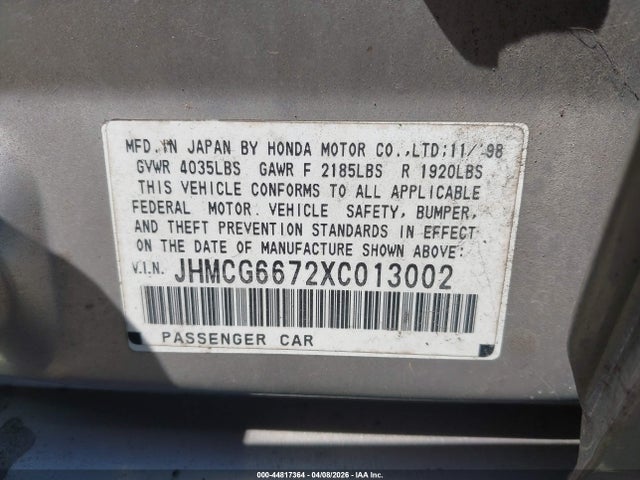 MFD. IN JAPAN BY HONDA MOTOR CO.,LTD; 11/'98
GVWR 4035LBS GAWR F 2185LBS R 1920LBS
THIS VEHICLE CONFORMS TO ALL APPLICABLE
FEDERAL MOTOR VEHICLE SAFETY, BUMPER,
AND THEFT PREVENTION STANDARDS IN EFFECT
ON THE DATE OF MANUFACTURE SHOWN ABOVE:
V.I.N. JHMCG6672XC013002
PASSENGER CAR
000-44817364 | 04/08/2026 | IAA Inc.